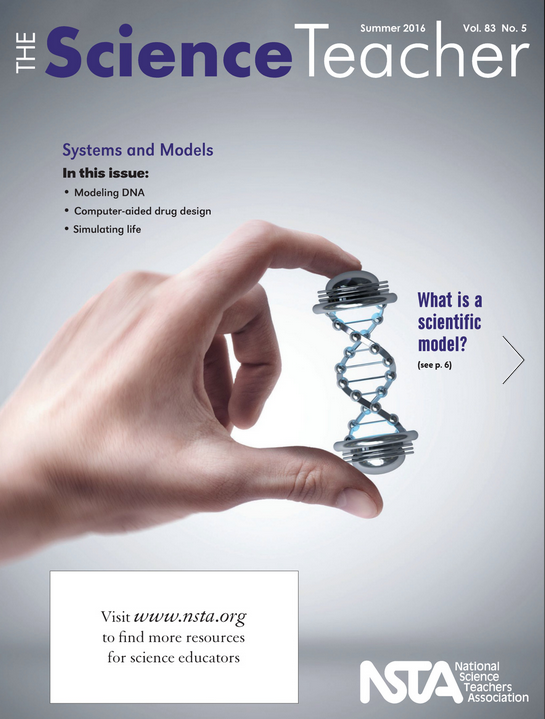 Summer 2016 Vol. 83 No. 5
THE ScienceTeacher
Systems and Models
In this issue:
• Modeling DNA
• Computer-aided drug design
• Simulating life
What is a
scientific
model?
(see p. 6)
Visit www.nsta.org
to find more resources
for science educators
NSTA
National
Science
Teachers
Association